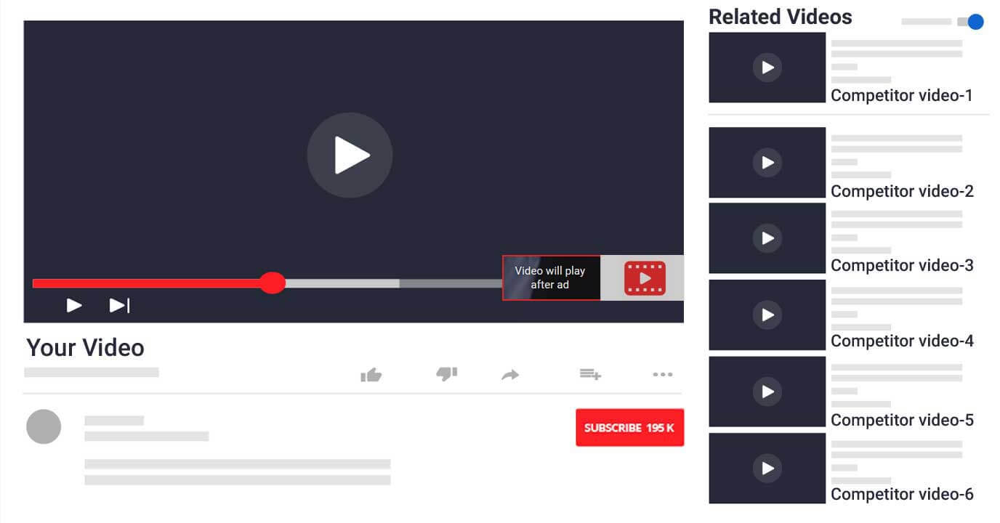 Related Videos
Competitor video-1
Competitor video-2
Competitor video-3
Competitor video-4
Competitor video-5
Competitor video-6
Video will play
after ad
Your Video
SUBSCRIBE 195 K